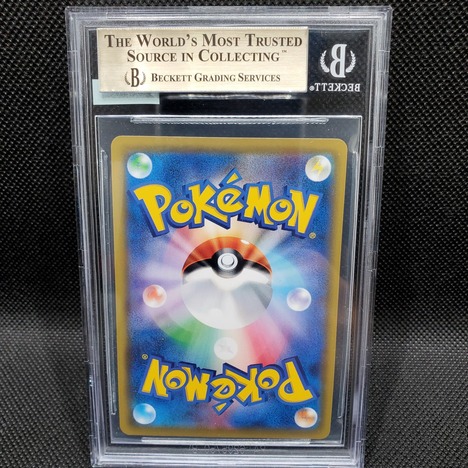 THE WORLD'S MOST TRUSTED
SOURCE IN COLLECTING™
BECKETT GRADING SERVICES
BECKETT
POKéMON®
POKéMON®